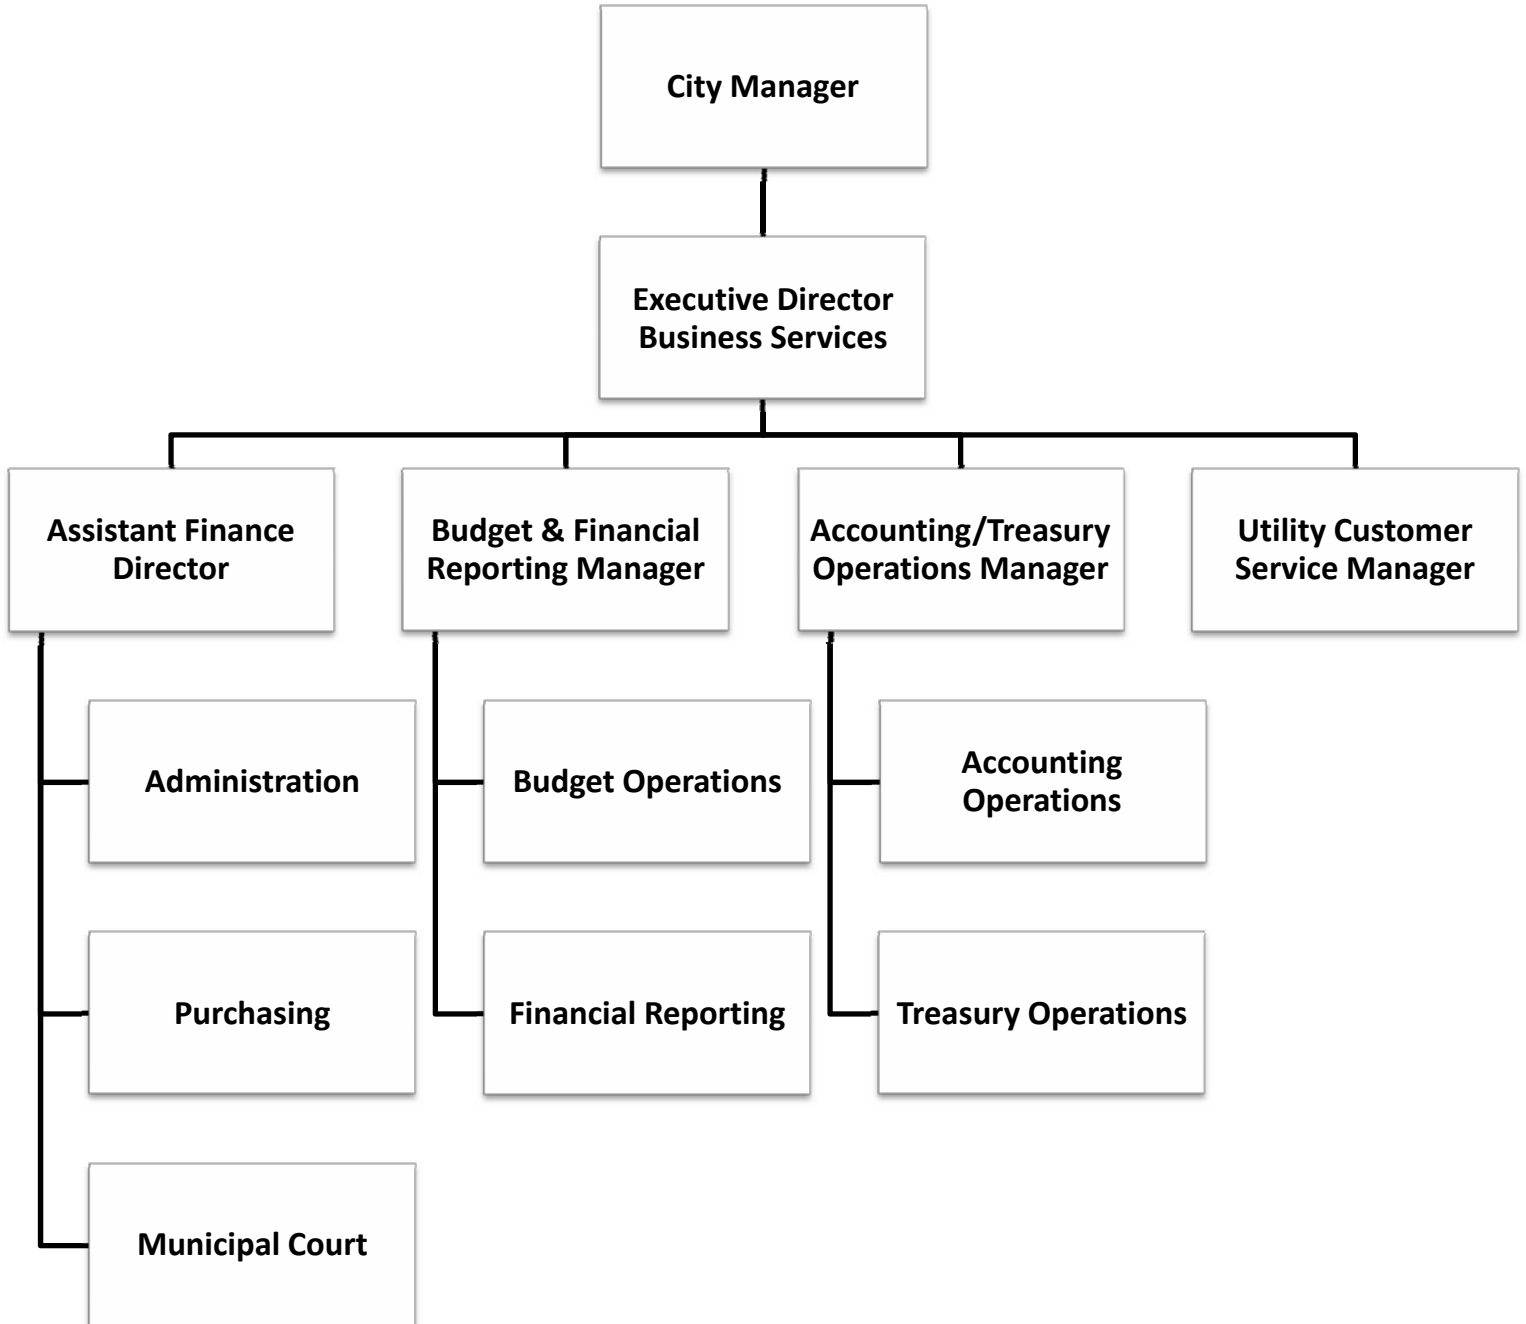 City Manager
Executive Director
Business Services
Assistant Finance
Director
Budget & Financial
Reporting Manager
Accounting/Treasury
Operations Manager
Utility Customer
Service Manager
Administration
Budget Operations
Accounting
Operations
Purchasing
Financial Reporting
Treasury Operations
Municipal Court